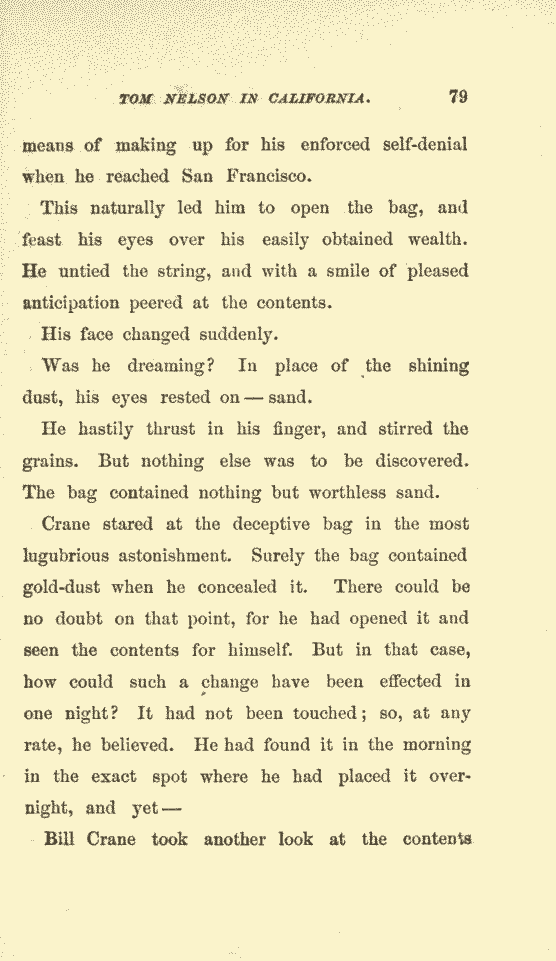 TOM NELSON IN CALIFORNIA. 79
means of making up for his enforced self-denial
when he reached San Francisco.
This naturally led him to open the bag, and
feast his eyes over his easily obtained wealth.
He untied the string, and with a smile of pleased
anticipation peered at the contents.
His face changed suddenly.
Was he dreaming? In place of the shining
dust, his eyes rested on — sand.
He hastily thrust in his finger, and stirred the
grains. But nothing else was to be discovered.
The bag contained nothing but worthless sand.
Crane stared at the deceptive bag in the most
lugubrious astonishment. Surely the bag contained
gold-dust when he concealed it. There could be
no doubt on that point, for he had opened it and
seen the contents for himself. But in that case,
how could such a change have been effected in
one night? It had not been touched; so, at any
rate, he believed. He had found it in the morning
in the exact spot where he had placed it over-
night, and yet —
Bill Crane took another look at the contents